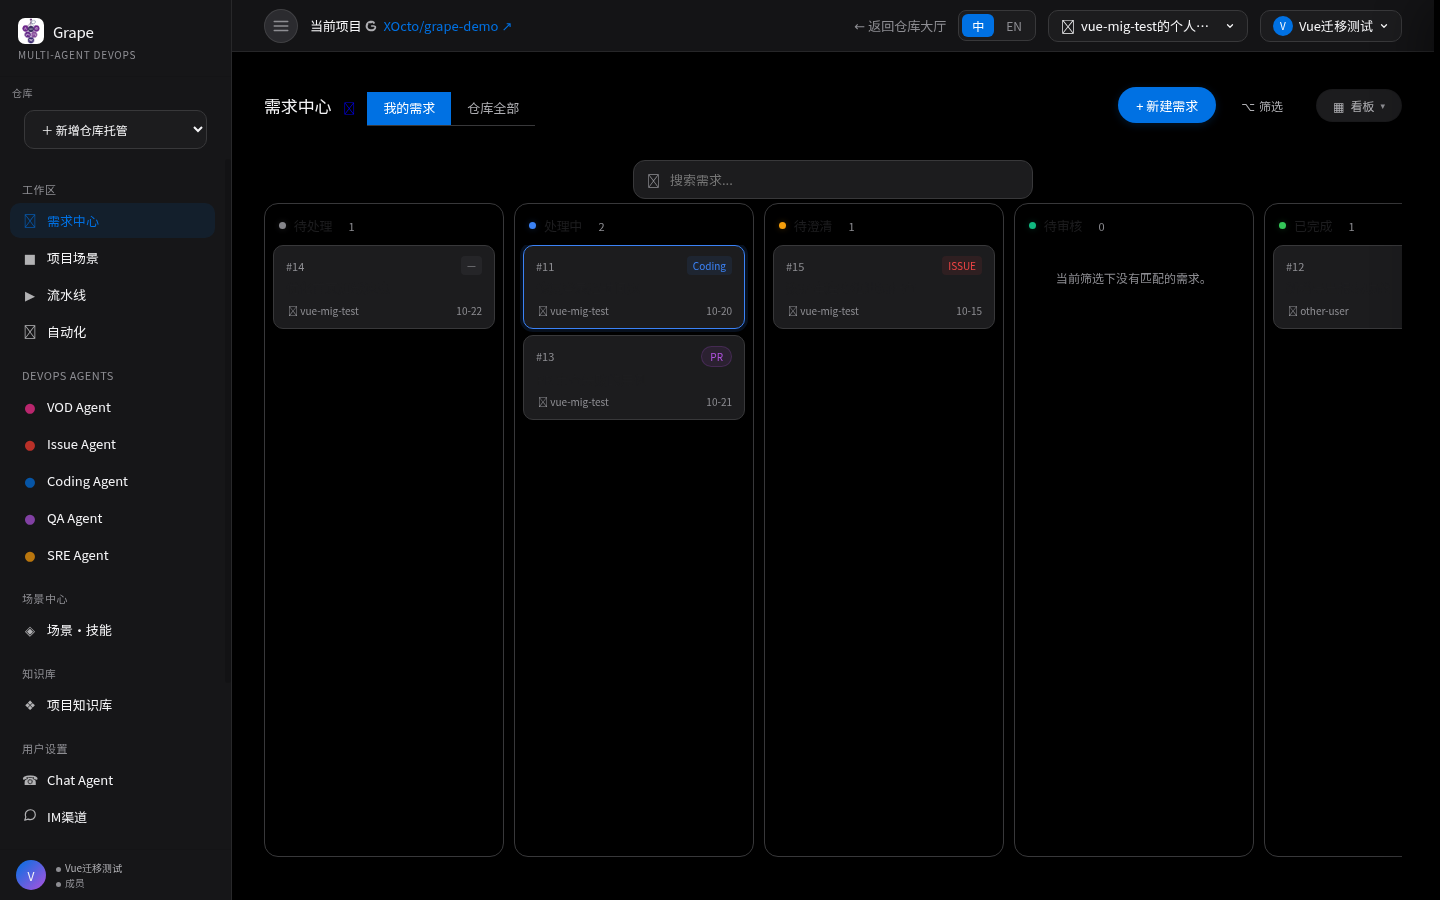 Grape
MULTI-AGENT DEVOPS
仓库
＋ 新增仓库托管
工作区
需求中心
项目场景
流水线
自动化
DEVOPS AGENTS
VOD Agent
Issue Agent
Coding Agent
QA Agent
SRE Agent
场景中心
场景・技能
知识库
项目知识库
用户设置
Chat Agent
IM渠道
V
Vue迁移测试
成员
当前项目 G XOcto/grape-demo ↗
← 返回仓库大厅
中 EN
vue-mig-test的个人…
V Vue迁移测试
需求中心
我的需求
仓库全部
+ 新建需求
⌥ 筛选
▦ 看板 ▾
搜索需求...
待处理 1
#14 —
vue-mig-test 10-22
处理中 2
#11 Coding
vue-mig-test 10-20
#13 PR
vue-mig-test 10-21
待澄清 1
#15 ISSUE
vue-mig-test 10-15
待审核 0
当前筛选下没有匹配的需求。
已完成 1
#12
other-user